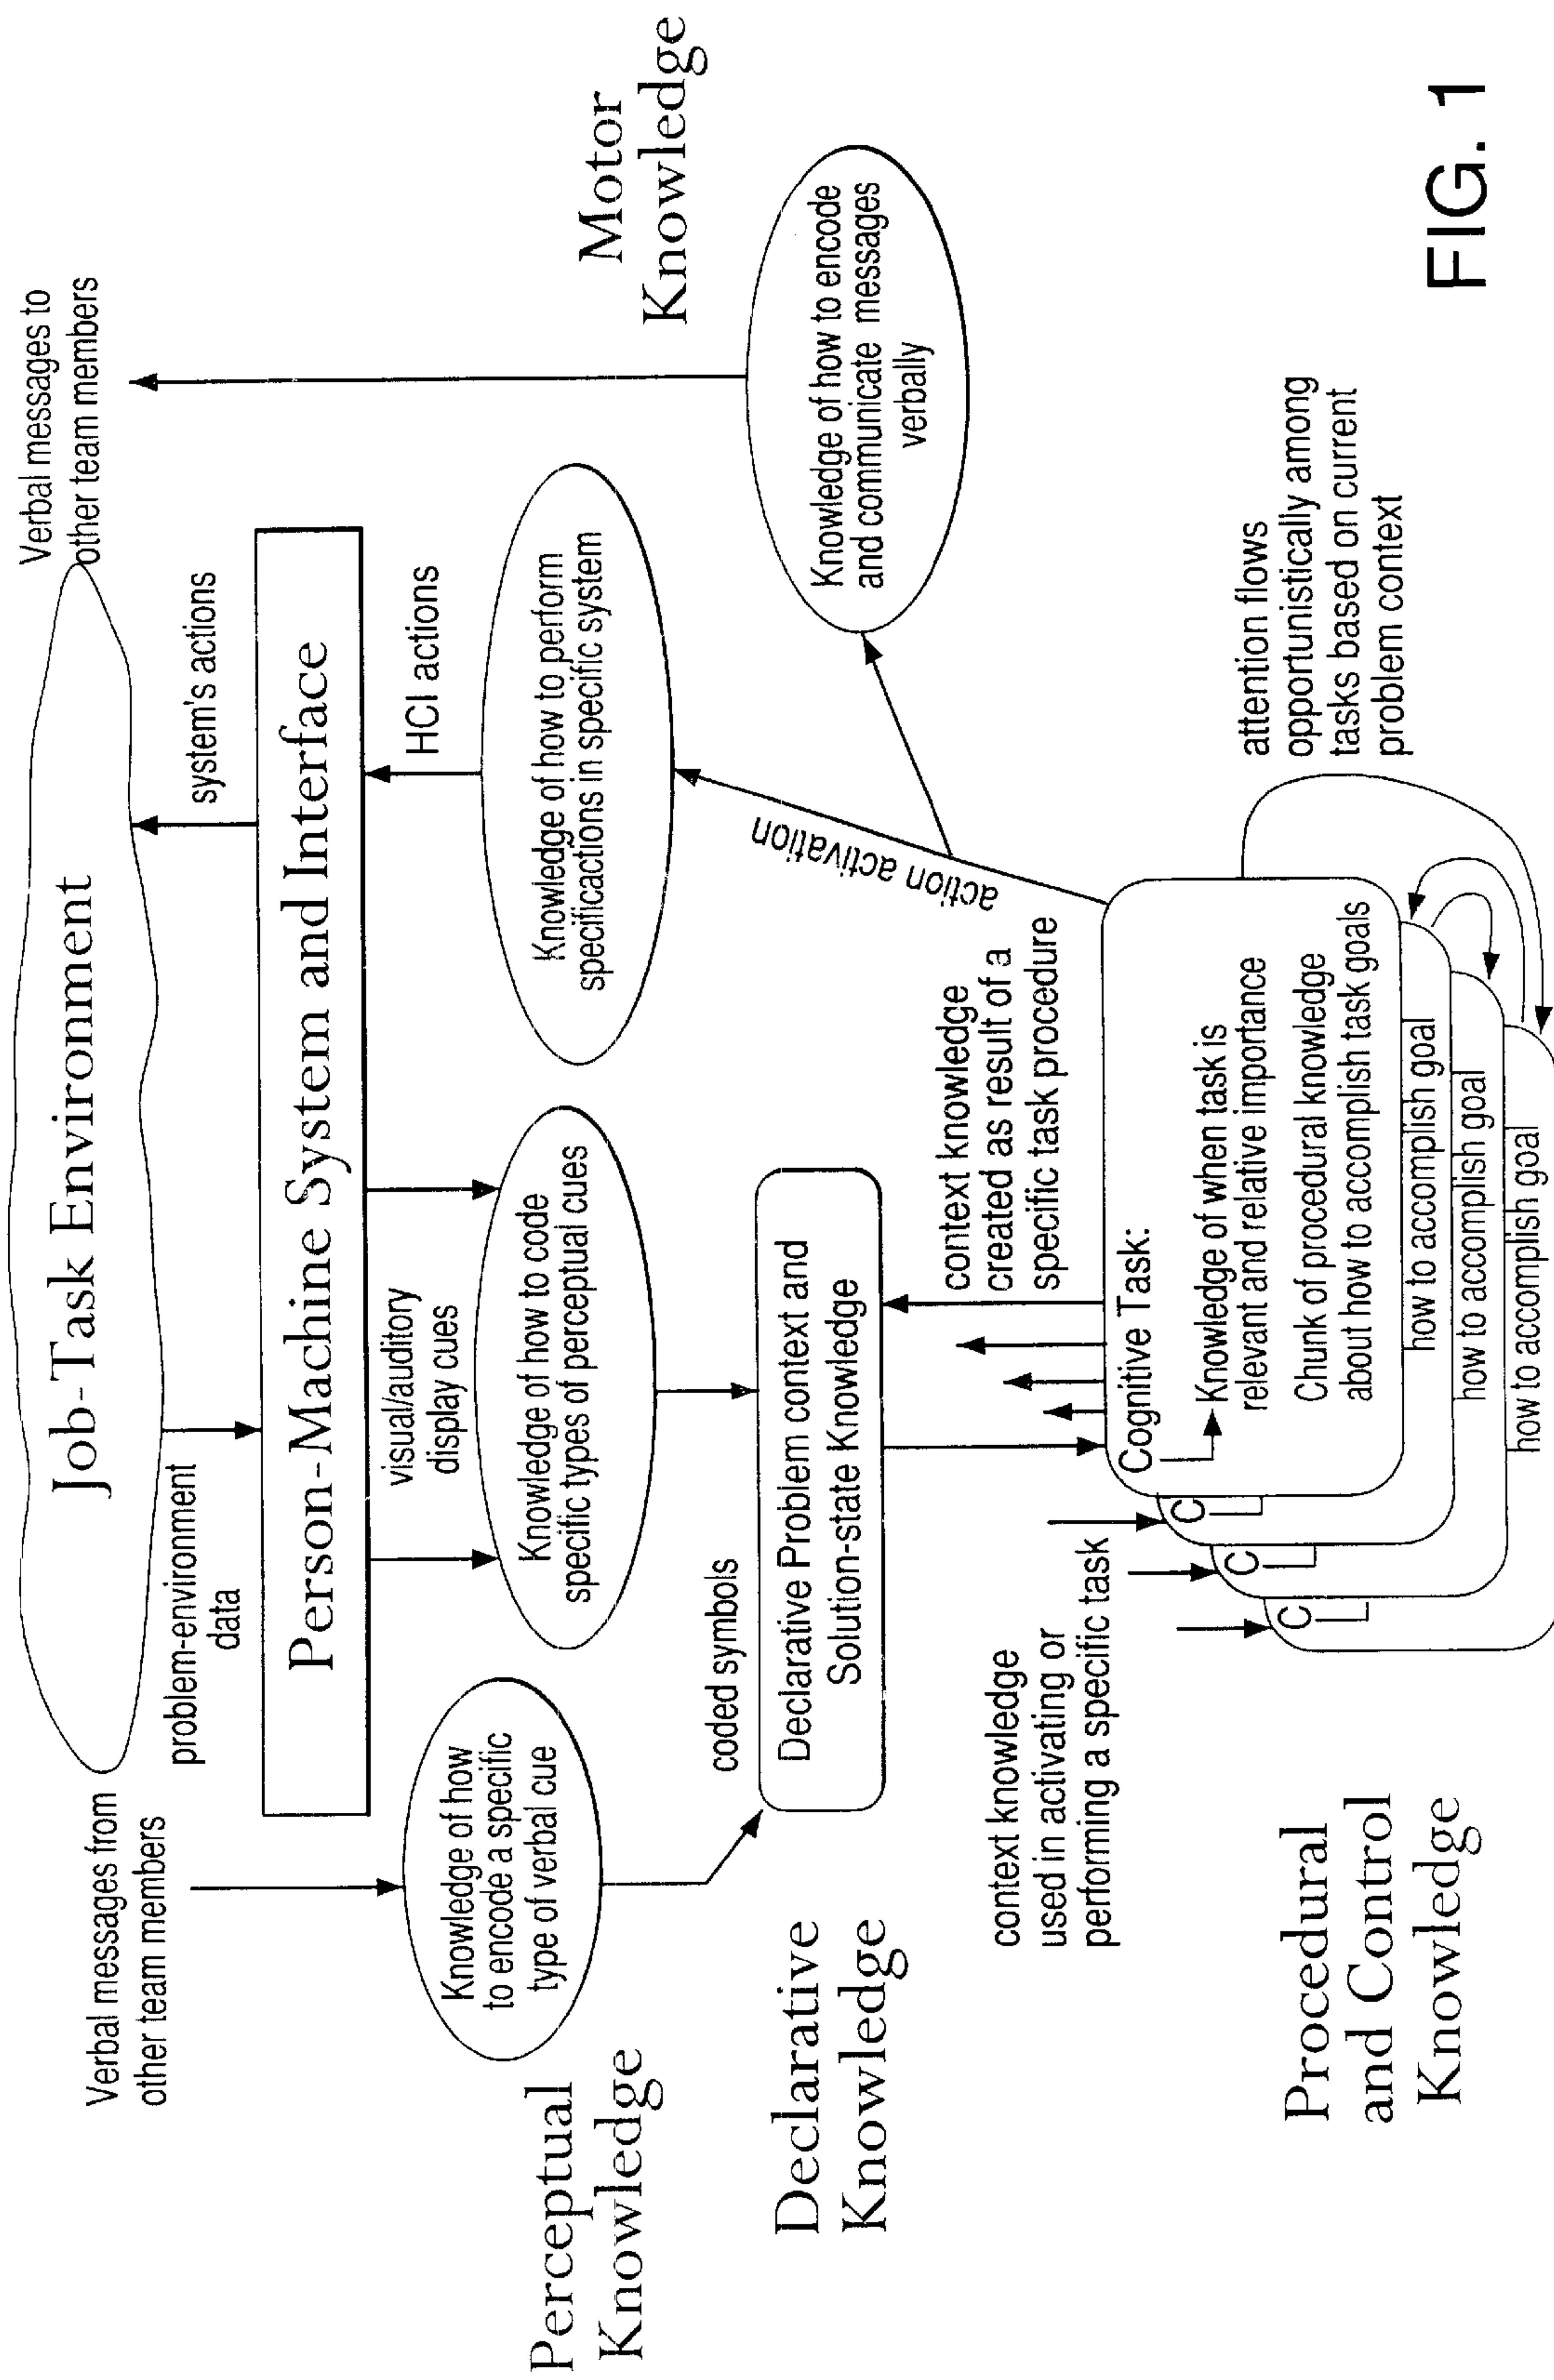 Verbal messages from
other team members
Job-Task Environment
Verbal messages to
other team members
problem-environment
data
system's actions
Person-Machine System and Interface
visual/auditory
display cues
HCI actions
Perceptual
Knowledge
Knowledge of how
to encode a specific
type of verbal cue
Knowledge of how to code
specific types of perceptual cues
Knowledge of how to perform
specificactions in specific system
Motor
Knowledge
coded symbols
Declarative
Knowledge
Declarative Problem context and
Solution-state Knowledge
action activation
Knowledge of how to encode
and communicate messages
verbally
context knowledge
used in activating or
performing a specific task
context knowledge
created as result of a
specific task procedure
Procedural
and Control
Knowledge
Cognitive Task:
Knowledge of when task is
relevant and relative importance
Chunk of procedural knowledge
about how to accomplish task goals
C
how to accomplish goal
C
how to accomplish goal
C
how to accomplish goal
attention flows
opportunistically among
tasks based on current
problem context
FIG. 1